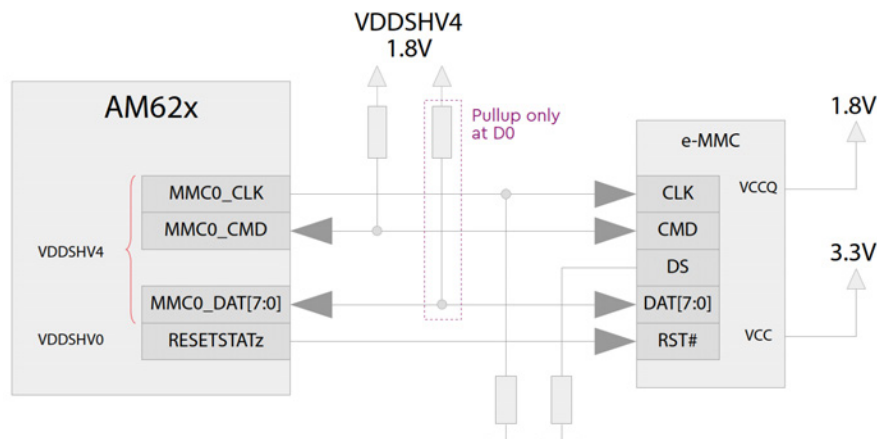 VDDSHV4
1.8V
AM62x
Pullup only
at D0
1.8V
e-MMC
MMC0_CLK
CLK
VCCQ
MMC0_CMD
CMD
VDDSHV4
DS
3.3V
MMC0_DAT[7:0]
DAT[7:0]
VDDSHV0
RESETSTATz
RST#
VCC